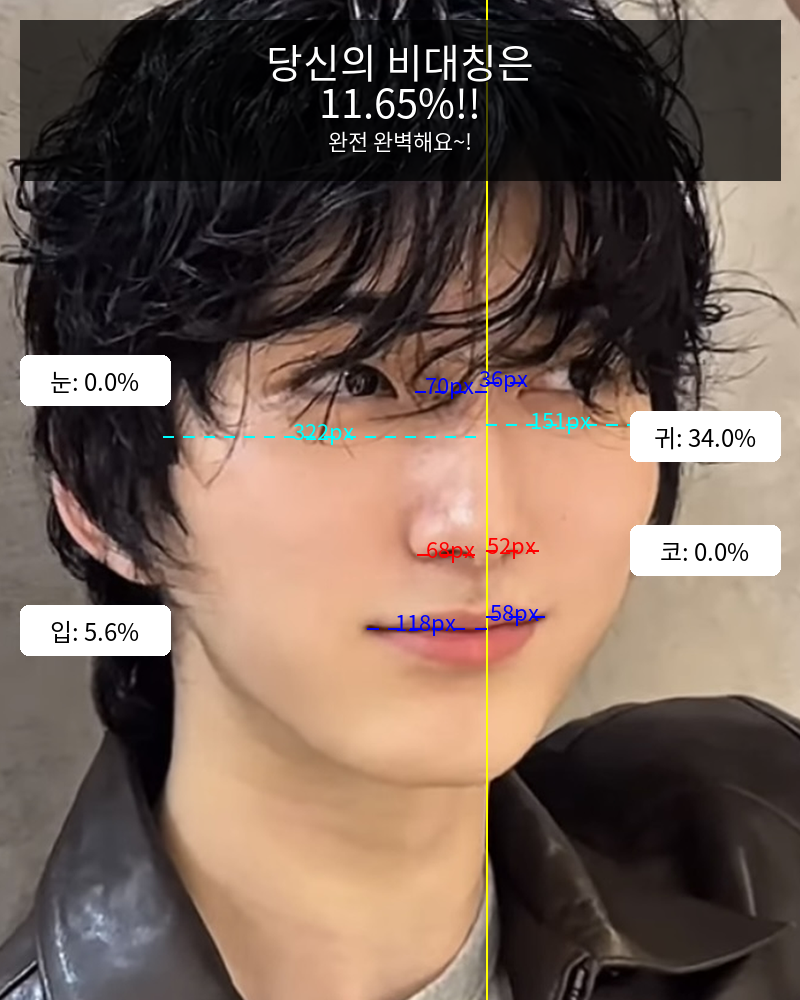 당신의 비대칭은
11.65%!!
완전 완벽해요~!
눈: 0.0%
70px
36px
322px
151px
귀: 34.0%
68px
52px
코: 0.0%
입: 5.6%
118px
58px